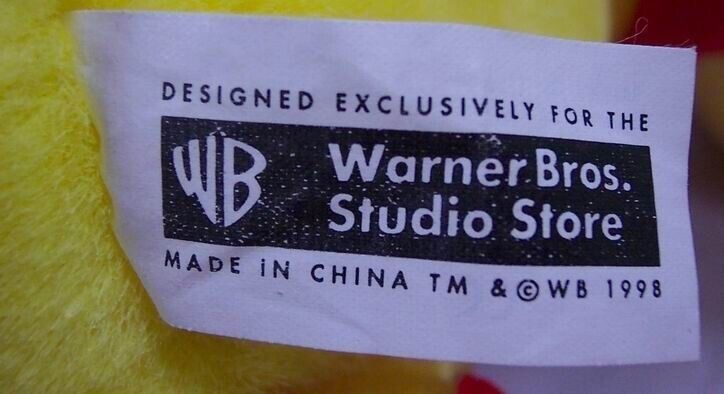 DESIGNED EXCLUSIVELY FOR THE
WB
Warner Bros.
Studio Store
MADE iN CHINA TM & © WB 1998